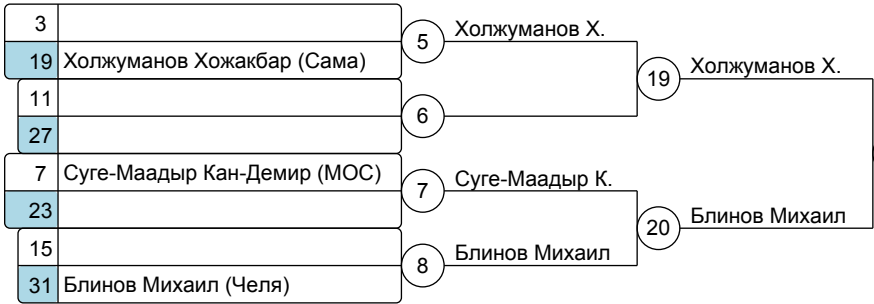 3
5 Холжуманов Х.
19 Холжуманов Хожакбар (Сама)
19 Холжуманов Х.
11
6
27
7 Суге-Маадыр Кан-Демир (МОС)
7 Суге-Маадыр К.
23
20 Блинов Михаил
15
8 Блинов Михаил
31 Блинов Михаил (Челя)